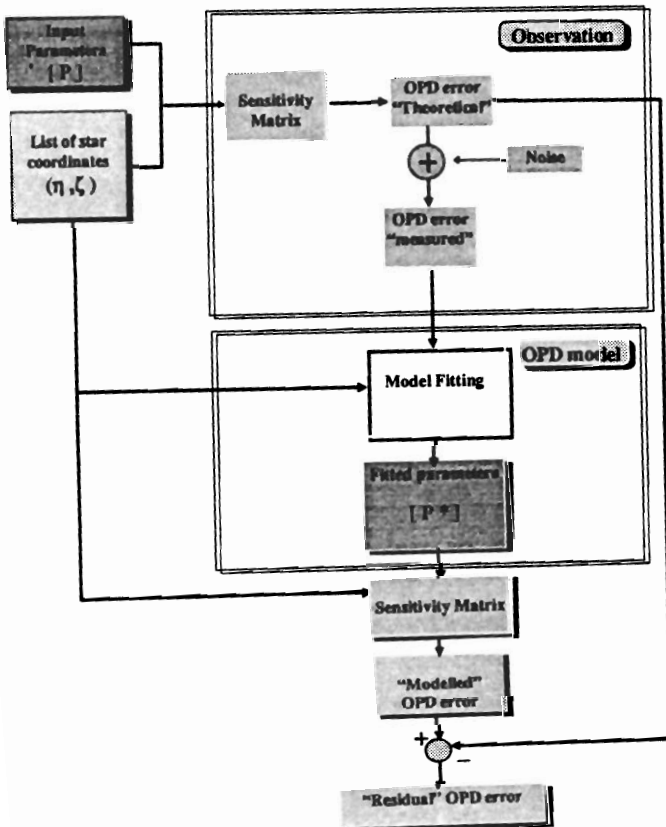 Input
Parameters
[ P ]
Observation
Sensitivity
Matrix
OPD error
“Theoretical”
List of star
coordinates
(η ,ζ )
+
Noise
OPD error
“measured”
OPD model
Model Fitting
Fitted parameters
[ P * ]
Sensitivity Matrix
“Modelled”
OPD error
+
−
“Residual” OPD error